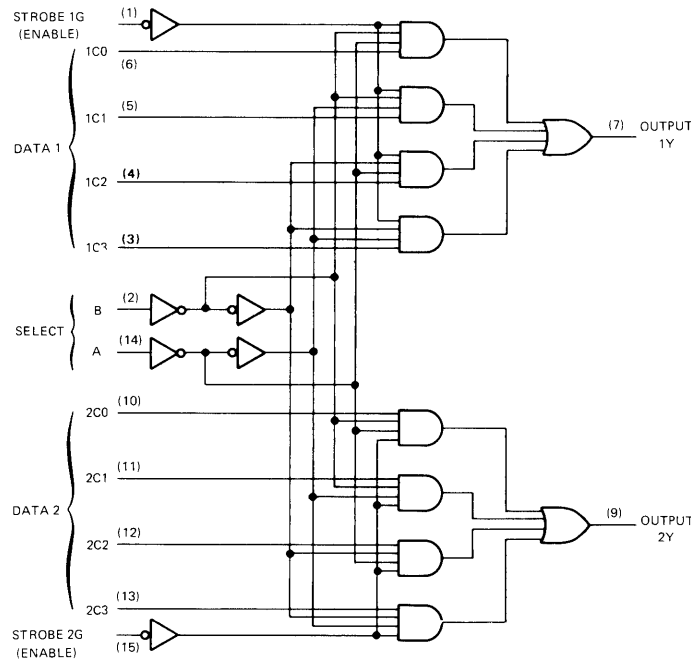 STROBE 1G
(ENABLE)
(1)
1C0
(6)
1C1
(5)
DATA 1
1C2
(4)
1C3
(3)
(7)
OUTPUT
1Y
SELECT
B
(2)
A
(14)
2C0
(10)
2C1
(11)
DATA 2
2C2
(12)
2C3
(13)
(9)
OUTPUT
2Y
STROBE 2G
(ENABLE)
(15)